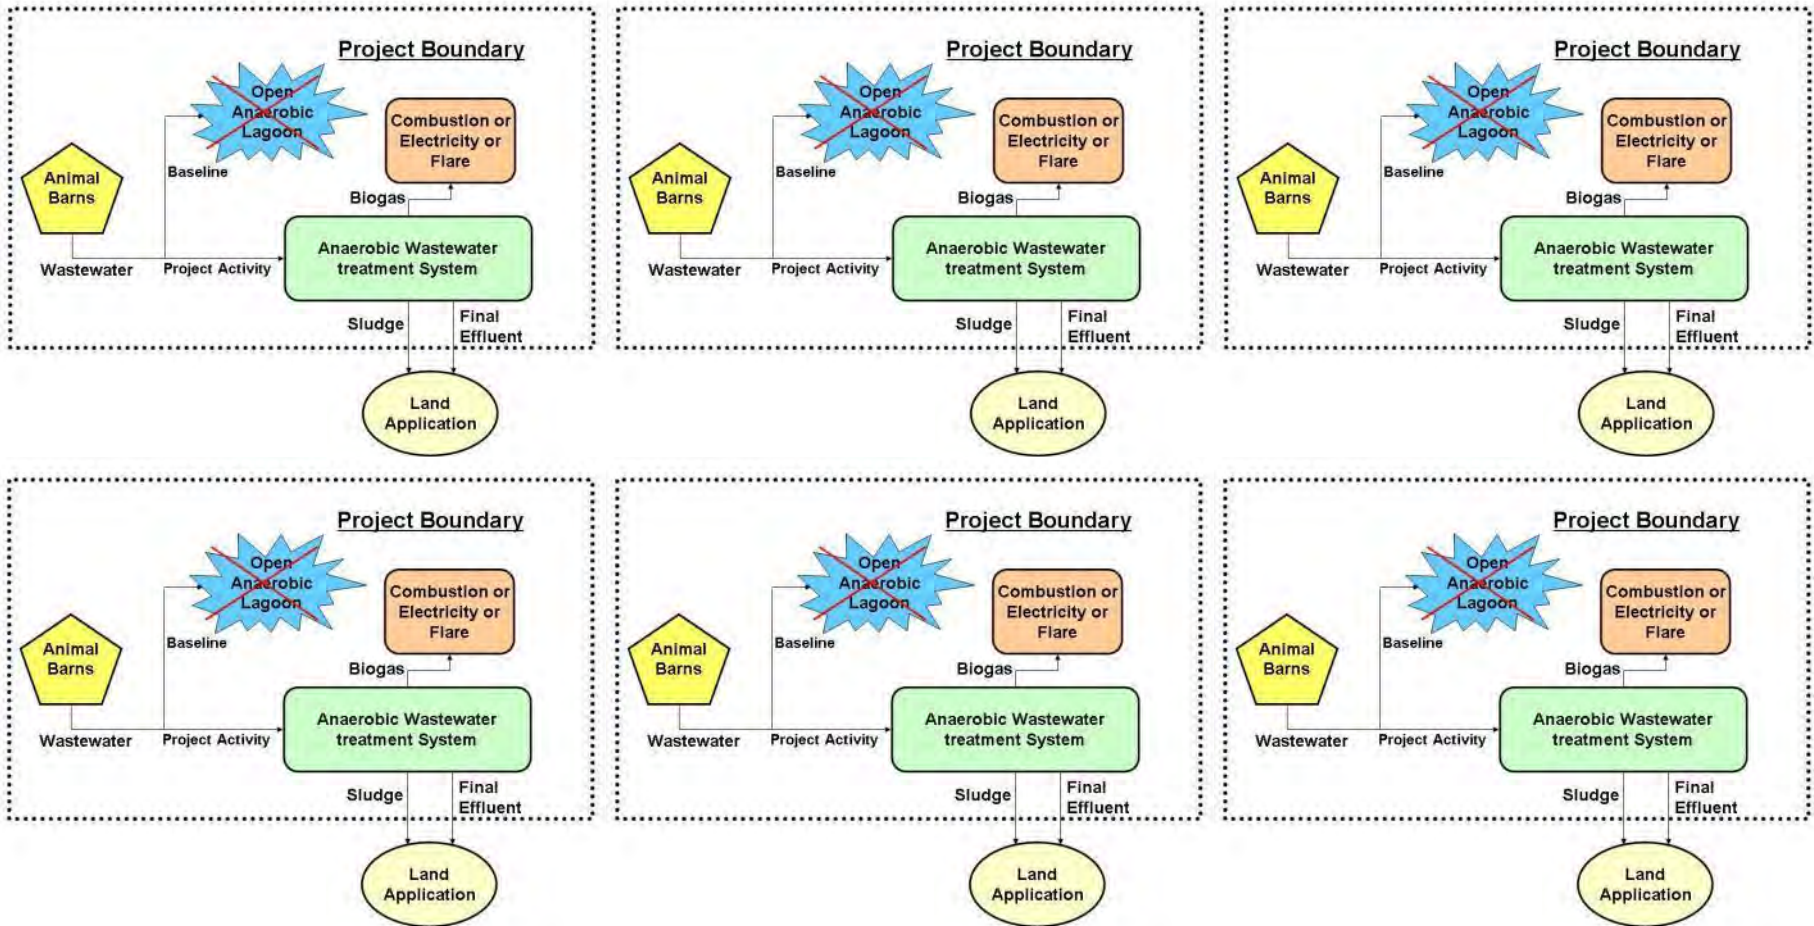 Project Boundary
Open
Anaerobic
Lagoon
Combustion or
Electricity or
Flare
Animal
Barns
Baseline
Biogas
Anaerobic Wastewater
treatment System
Wastewater
Project Activity
Sludge
Final
Effluent
Land
Application
Project Boundary
Open
Anaerobic
Lagoon
Combustion or
Electricity or
Flare
Animal
Barns
Baseline
Biogas
Anaerobic Wastewater
treatment System
Wastewater
Project Activity
Sludge
Final
Effluent
Land
Application
Project Boundary
Open
Anaerobic
Lagoon
Combustion or
Electricity or
Flare
Animal
Barns
Baseline
Biogas
Anaerobic Wastewater
treatment System
Wastewater
Project Activity
Sludge
Final
Effluent
Land
Application
Project Boundary
Open
Anaerobic
Lagoon
Combustion or
Electricity or
Flare
Animal
Barns
Baseline
Biogas
Anaerobic Wastewater
treatment System
Wastewater
Project Activity
Sludge
Final
Effluent
Land
Application
Project Boundary
Open
Anaerobic
Lagoon
Combustion or
Electricity or
Flare
Animal
Barns
Baseline
Biogas
Anaerobic Wastewater
treatment System
Wastewater
Project Activity
Sludge
Final
Effluent
Land
Application
Project Boundary
Open
Anaerobic
Lagoon
Combustion or
Electricity or
Flare
Animal
Barns
Baseline
Biogas
Anaerobic Wastewater
treatment System
Wastewater
Project Activity
Sludge
Final
Effluent
Land
Application